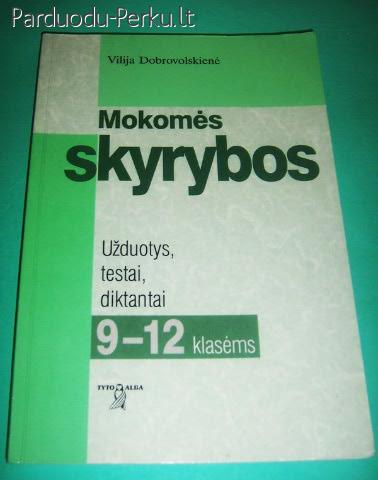 Parduodu-Perku.lt
Vilija Dobrovolskienė
Mokomės
skyrybos
Užduotys,
testai,
diktantai
9–12 klasėms
TYTO ALBA